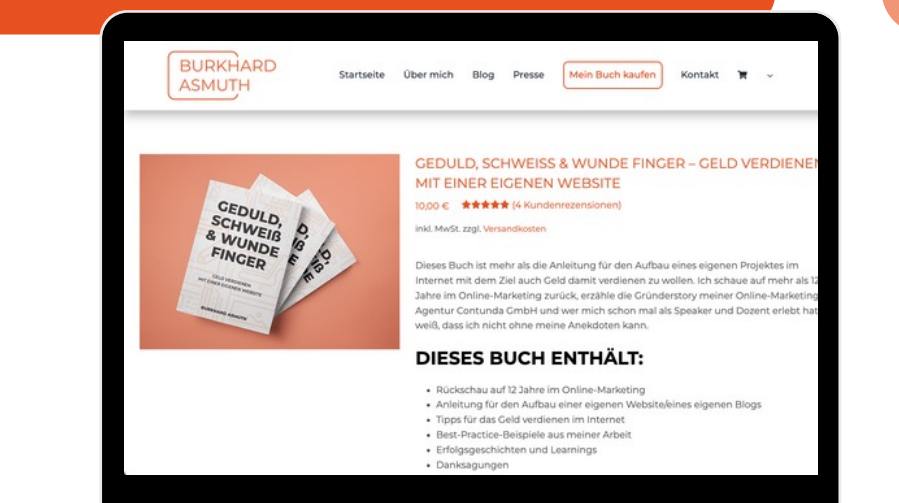 BURKHARD
ASMUTH
Startseite Über mich Blog Presse Mein Buch kaufen Kontakt
GEDULD,
SCHWEIß
& WUNDE
FINGER
GELD VERDIENEN
MIT EINER EIGENEN WEBSITE
BURKHARD ASMUTH
GEDULD, SCHWEISS & WUNDE FINGER – GELD VERDIENEN
MIT EINER EIGENEN WEBSITE
10,00 € ★★★★★ (4 Kundenrezensionen)
inkl. MwSt. zzgl. Versandkosten
Dieses Buch ist mehr als die Anleitung für den Aufbau eines eigenen Projektes im
Internet mit dem Ziel auch Geld damit verdienen zu wollen. Ich schaue auf mehr als 12
Jahre im Online-Marketing zurück, erzähle die Gründerstory meiner Online-Marketing
Agentur Contunda GmbH und wer mich schon mal als Speaker und Dozent erlebt hat
weiß, dass ich nicht ohne meine Anekdoten kann.
DIESES BUCH ENTHÄLT:
• Rückschau auf 12 Jahre im Online-Marketing
• Anleitung für den Aufbau einer eigenen Website/eines eigenen Blogs
• Tipps für das Geld verdienen im Internet
• Best-Practice-Beispiele aus meiner Arbeit
• Erfolgsgeschichten und Learnings
• Danksagungen